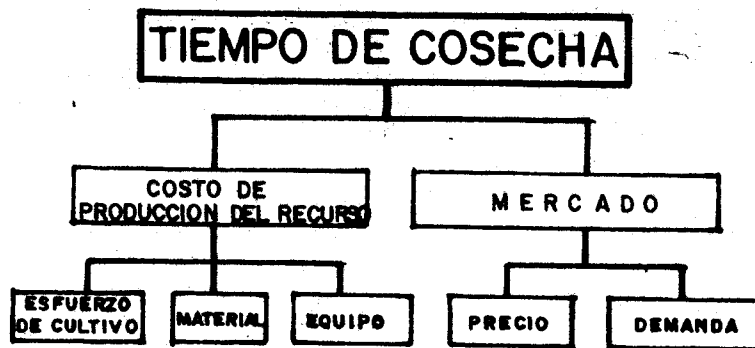 TIEMPO DE COSECHA
COSTO DE
PRODUCCION DEL RECURSO
MERCADO
ESFUERZO
DE CULTIVO
MATERIAL
EQUIPO
PRECIO
DEMANDA